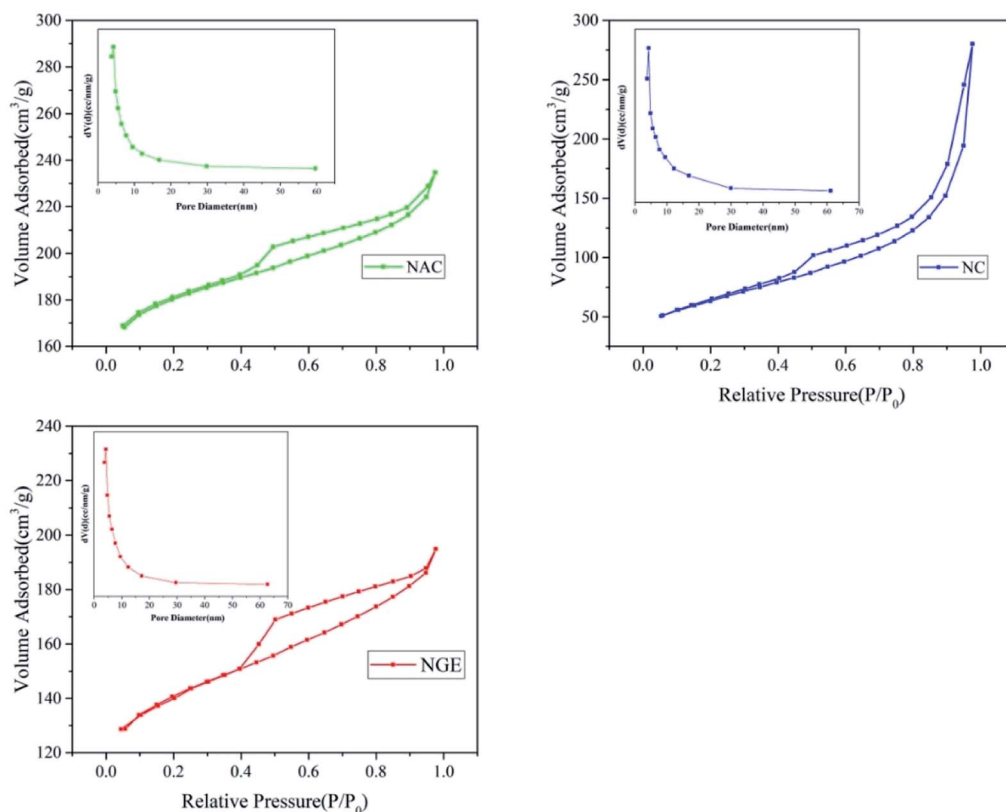 300
280
260
240
220
200
180
160
Volume Adsorbed(cm³/g)
0.0 0.2 0.4 0.6 0.8 1.0
dV(d)(cc/nm/g)
0 10 20 30 40 50 60
Pore Diameter(nm)
NAC
300
250
200
150
100
50
Volume Adsorbed(cm³/g)
0.0 0.2 0.4 0.6 0.8 1.0
Relative Pressure(P/P₀)
dV(d)(cc/nm/g)
0 10 20 30 40 50 60 70
Pore Diameter(nm)
NC
240
220
200
180
160
140
120
Volume Adsorbed(cm³/g)
0.0 0.2 0.4 0.6 0.8 1.0
Relative Pressure(P/P₀)
dV(d)(cc/nm/g)
0 10 20 30 40 50 60 70
Pore Diameter(nm)
NGE